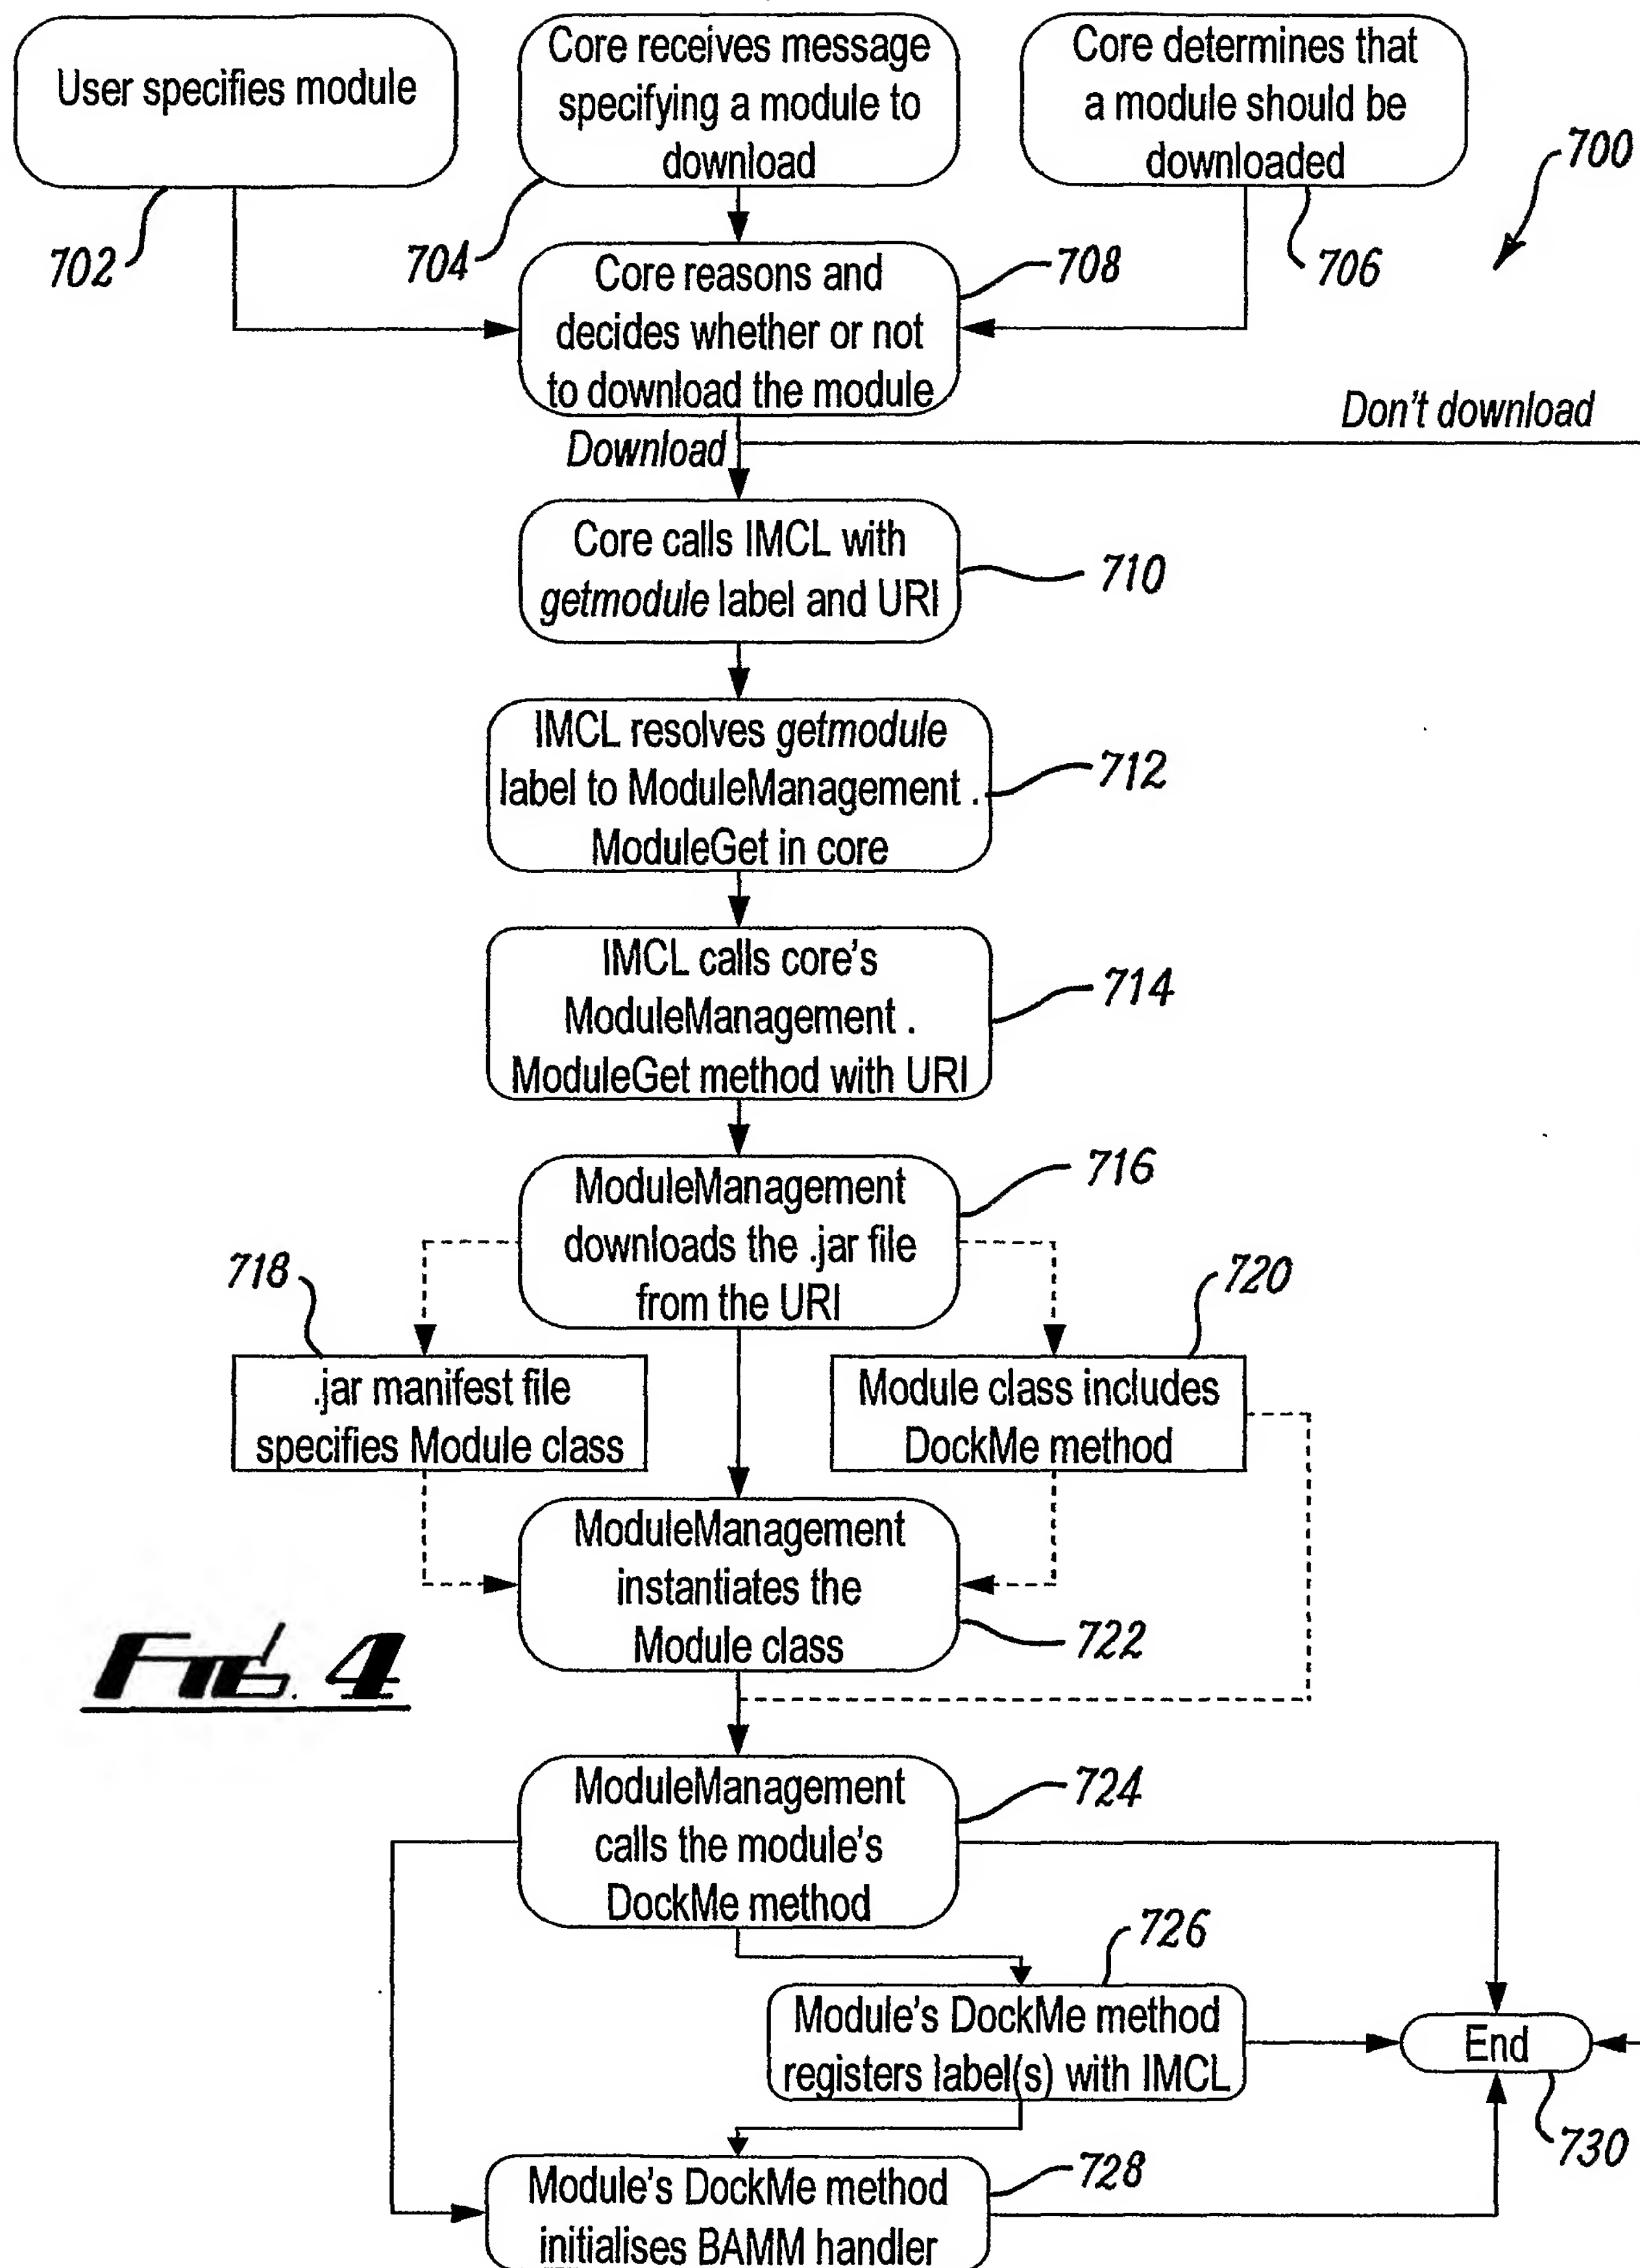 User specifies module
Core receives message
specifying a module to
download
Core determines that
a module should be
downloaded
700
702
704
706
Core reasons and
decides whether or not
to download the module
708
Don't download
Download
Core calls IMCL with
getmodule label and URI
710
IMCL resolves getmodule
label to ModuleManagement .
ModuleGet in core
712
IMCL calls core's
ModuleManagement .
ModuleGet method with URI
714
ModuleManagement
downloads the .jar file
from the URI
716
718
720
.jar manifest file
specifies Module class
Module class includes
DockMe method
ModuleManagement
instantiates the
Module class
722
FIG. 4
ModuleManagement
calls the module's
DockMe method
724
726
Module's DockMe method
registers label(s) with IMCL
End
730
Module's DockMe method
initialises BAMM handler
728